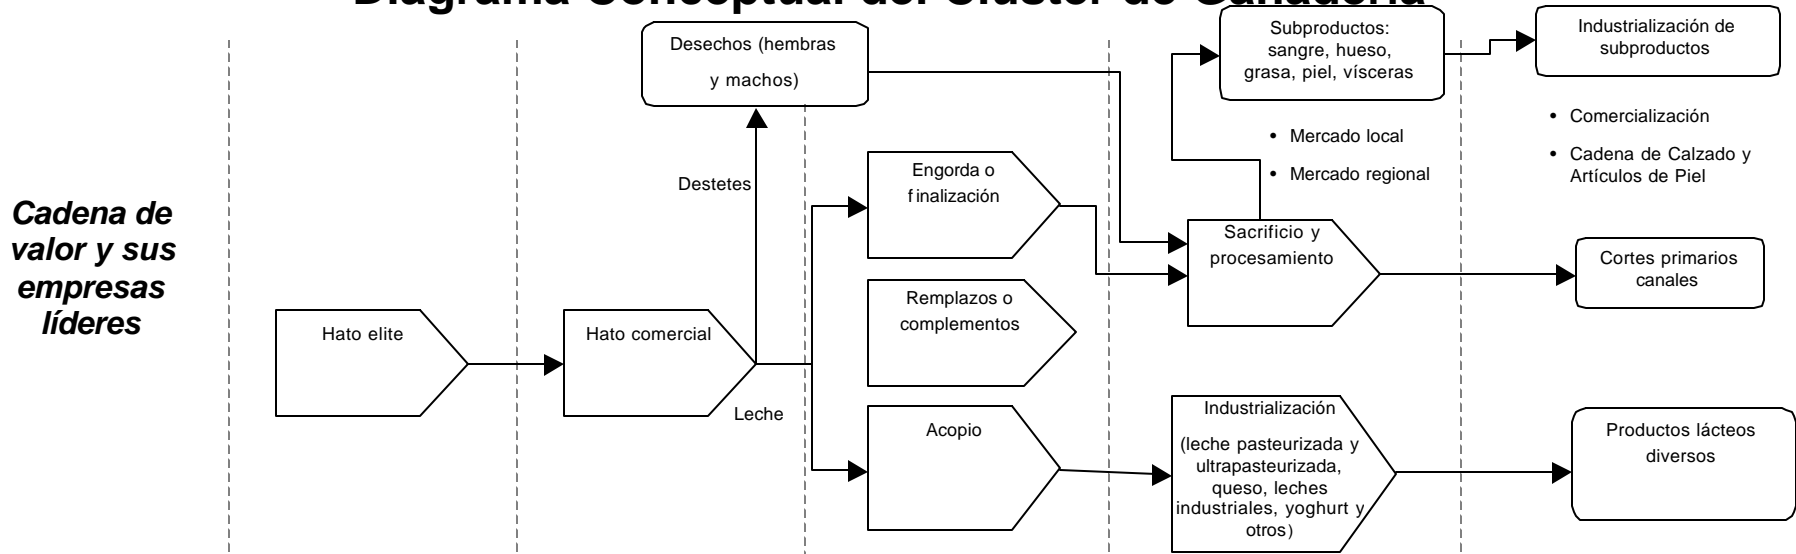 Diagrama Conceptual del Clúster de Ganadería
Cadena de
valor y sus
empresas
líderes
Hato elite
Hato comercial
Desechos (hembras
y machos)
Destetes
Leche
Engorda o
finalización
Remplazos o
complementos
Acopio
Subproductos:
sangre, hueso,
grasa, piel, vísceras
• Mercado local
• Mercado regional
Sacrificio y
procesamiento
Industrialización
(leche pasteurizada y
ultrapasteurizada,
queso, leches
industriales, yoghurt y
otros)
Industrialización de
subproductos
• Comercialización
• Cadena de Calzado y
Artículos de Piel
Cortes primarios
canales
Productos lácteos
diversos